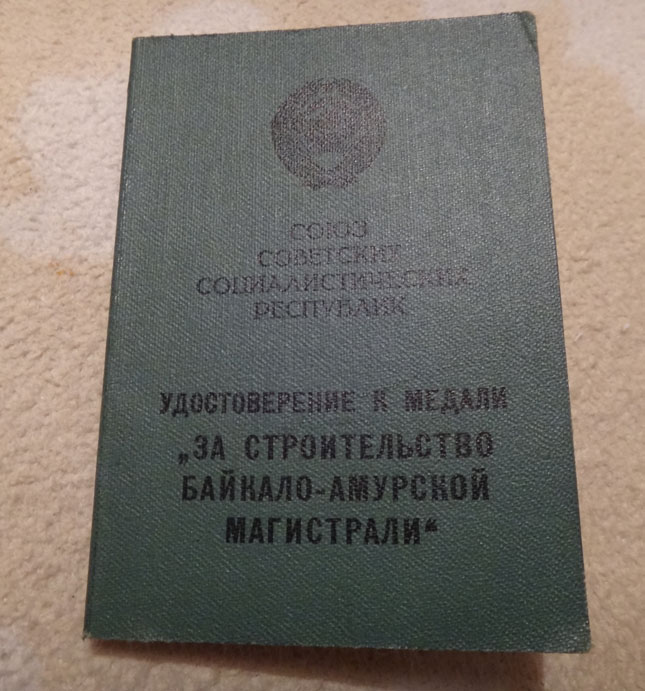 СОЮЗ
СОВЕТСКИХ
СОЦИАЛИСТИЧЕСКИХ
РЕСПУБЛИК
УДОСТОВЕРЕНИЕ К МЕДАЛИ
„ЗА СТРОИТЕЛЬСТВО
БАЙКАЛО-АМУРСКОЙ
МАГИСТРАЛИ“